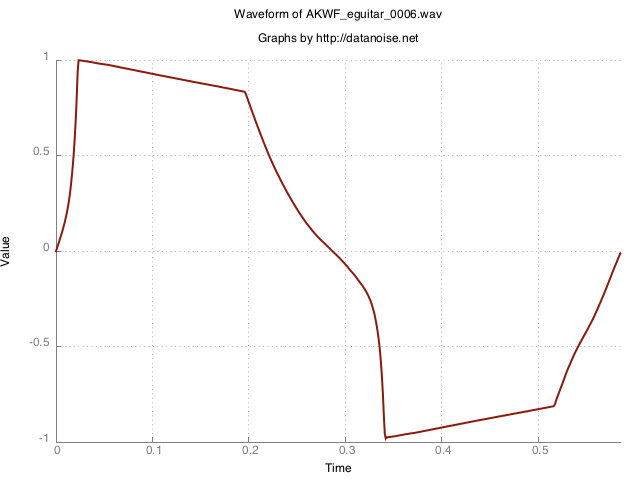 Waveform of AKWF_eguitar_0006.wav
Graphs by http://datanoise.net
1
0.5
0
-0.5
-1
Value
0
0.1
0.2
0.3
0.4
0.5
Time